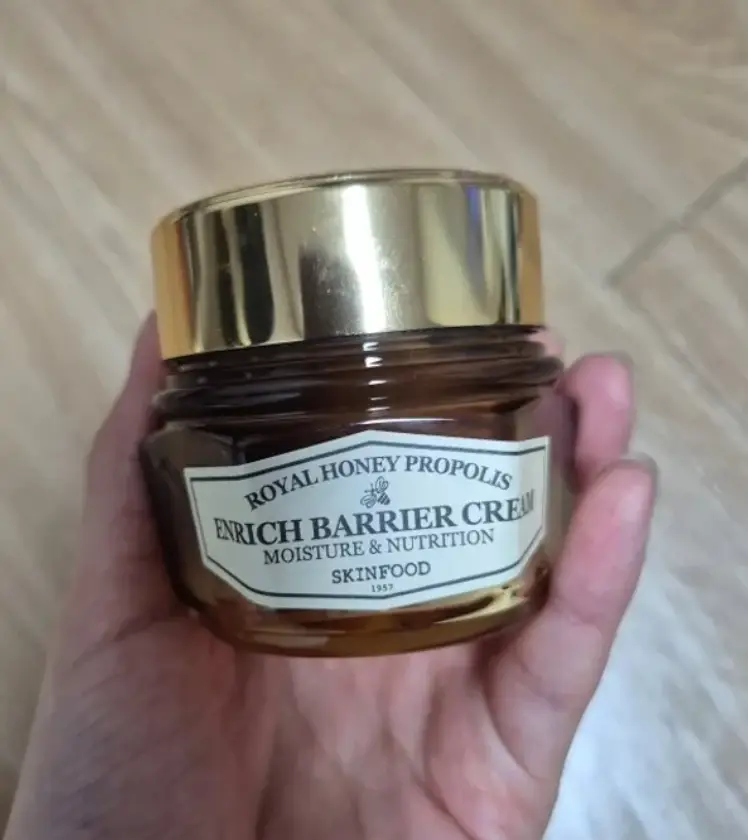 ROYAL HONEY PROPOLIS
ENRICH BARRIER CREAM
MOISTURE & NUTRITION
SKINFOOD
1957